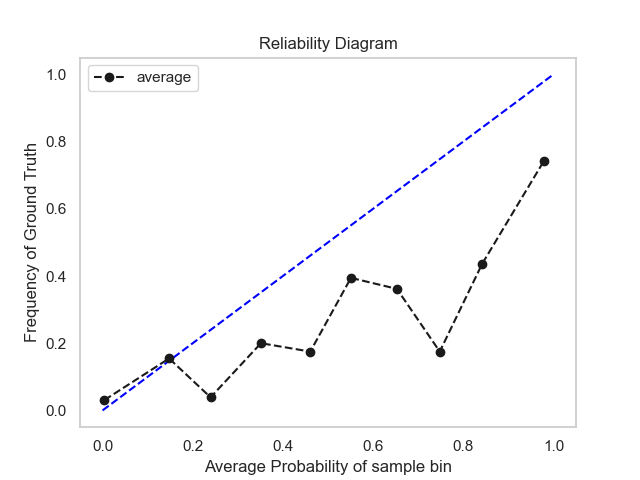 Reliability Diagram
average
1.0
0.8
0.6
0.4
0.2
0.0
Frequency of Ground Truth
0.0 0.2 0.4 0.6 0.8 1.0
Average Probability of sample bin